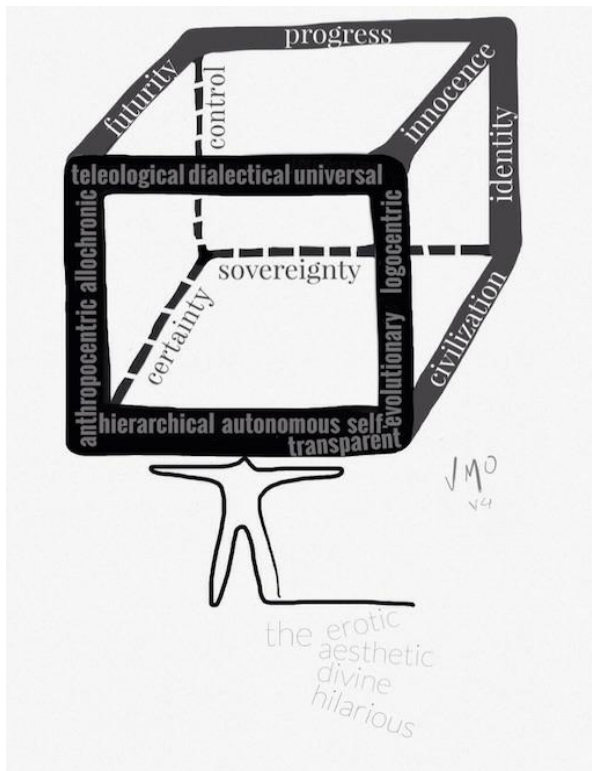 progress
futurity
control
innocence
identity
teleological dialectical universal
anthropocentric allochronic
logocentric
evolutionary
sovereignty
certainty
civilization
hierarchical autonomous self-
transparent
VMO
v4
the erotic
aesthetic
divine
hilarious